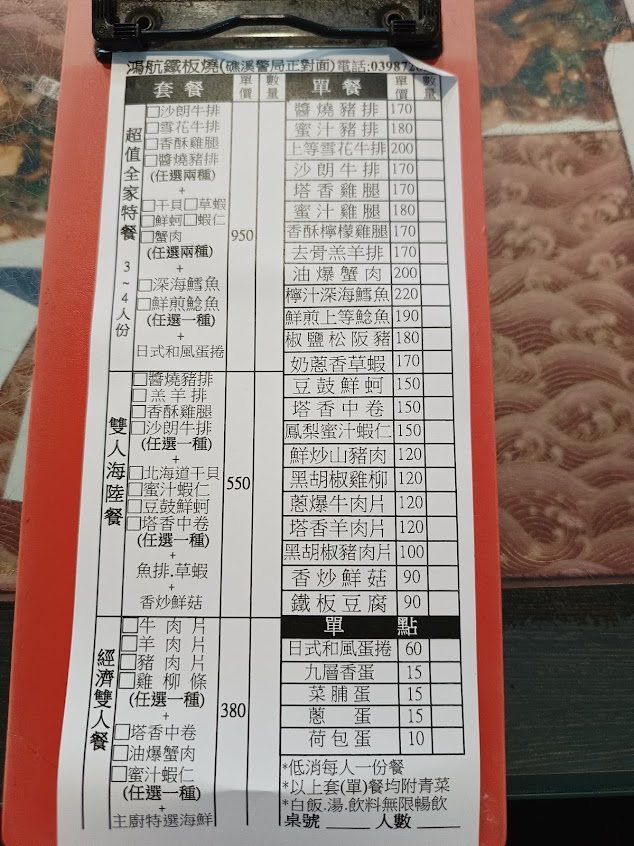 鴻航鐵板燒(礁溪警局正對面)電話:039872
套餐 單價 數量
超值全家特餐 3~4人份
□沙朗牛排
□雪花牛排
□香酥雞腿
□醬燒豬排
(任選兩種)
+
□干貝□草蝦
□鮮蚵□蝦仁
□蟹肉
(任選兩種)
950
+
□深海鱈魚
□鮮煎鯰魚
(任選一種)
+
日式和風蛋捲
雙人海陸餐
□醬燒豬排
□羔羊排
□香酥雞腿
□沙朗牛排
(任選一種)
+
□北海道干貝
□蜜汁蝦仁
□豆鼓鮮蚵
□塔香中卷
(任選一種)
550
+
魚排.草蝦
+
香炒鮮菇
經濟雙人餐
□牛肉片
□羊肉片
□豬肉片
□雞柳條
(任選一種)
380
+
□塔香中卷
□油爆蟹肉
□蜜汁蝦仁
(任選一種)
+
主廚特選海鮮
單餐 單價 數量
醬燒豬排 170
蜜汁豬排 180
上等雪花牛排 200
沙朗牛排 170
塔香雞腿 170
蜜汁雞腿 180
香酥檸檬雞腿 170
去骨羔羊排 170
油爆蟹肉 200
檸汁深海鱈魚 220
鮮煎上等鯰魚 190
椒鹽松阪豬 180
奶蔥香草蝦 170
豆鼓鮮蚵 150
塔香中卷 150
鳳梨蜜汁蝦仁 150
鮮炒山豬肉 120
黑胡椒雞柳 120
蔥爆牛肉片 120
塔香羊肉片 120
黑胡椒豬肉片 100
香炒鮮菇 90
鐵板豆腐 90
單點
日式和風蛋捲 60
九層香蛋 15
菜脯蛋 15
蔥蛋 15
荷包蛋 10
*低消每人一份餐
*以上套(單)餐均附青菜
*白飯.湯.飲料無限暢飲
桌號____ 人數____